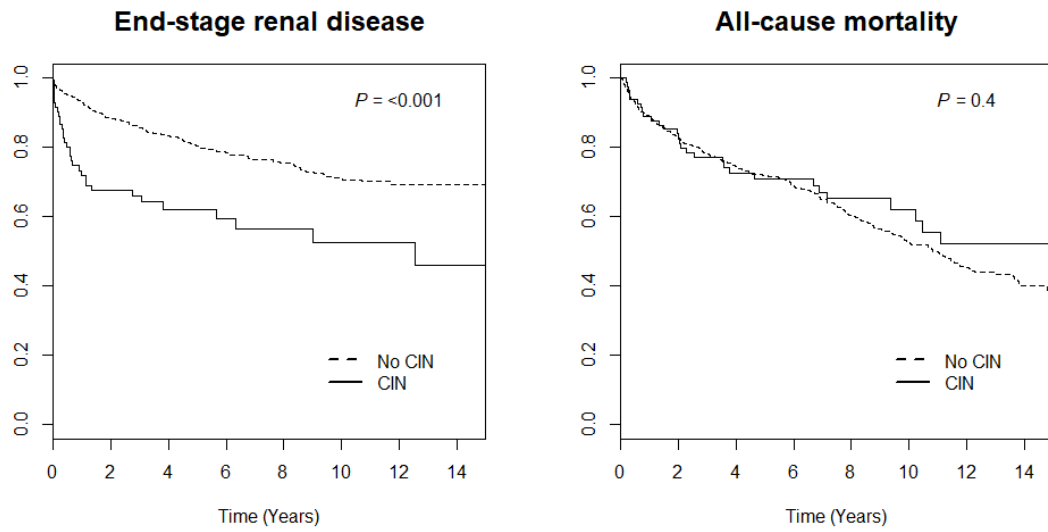 End-stage renal disease
P = <0.001
1.0
0.8
0.6
0.4
0.2
0.0
No CIN
CIN
0 2 4 6 8 10 12 14
Time (Years)
All-cause mortality
P = 0.4
1.0
0.8
0.6
0.4
0.2
0.0
No CIN
CIN
0 2 4 6 8 10 12 14
Time (Years)